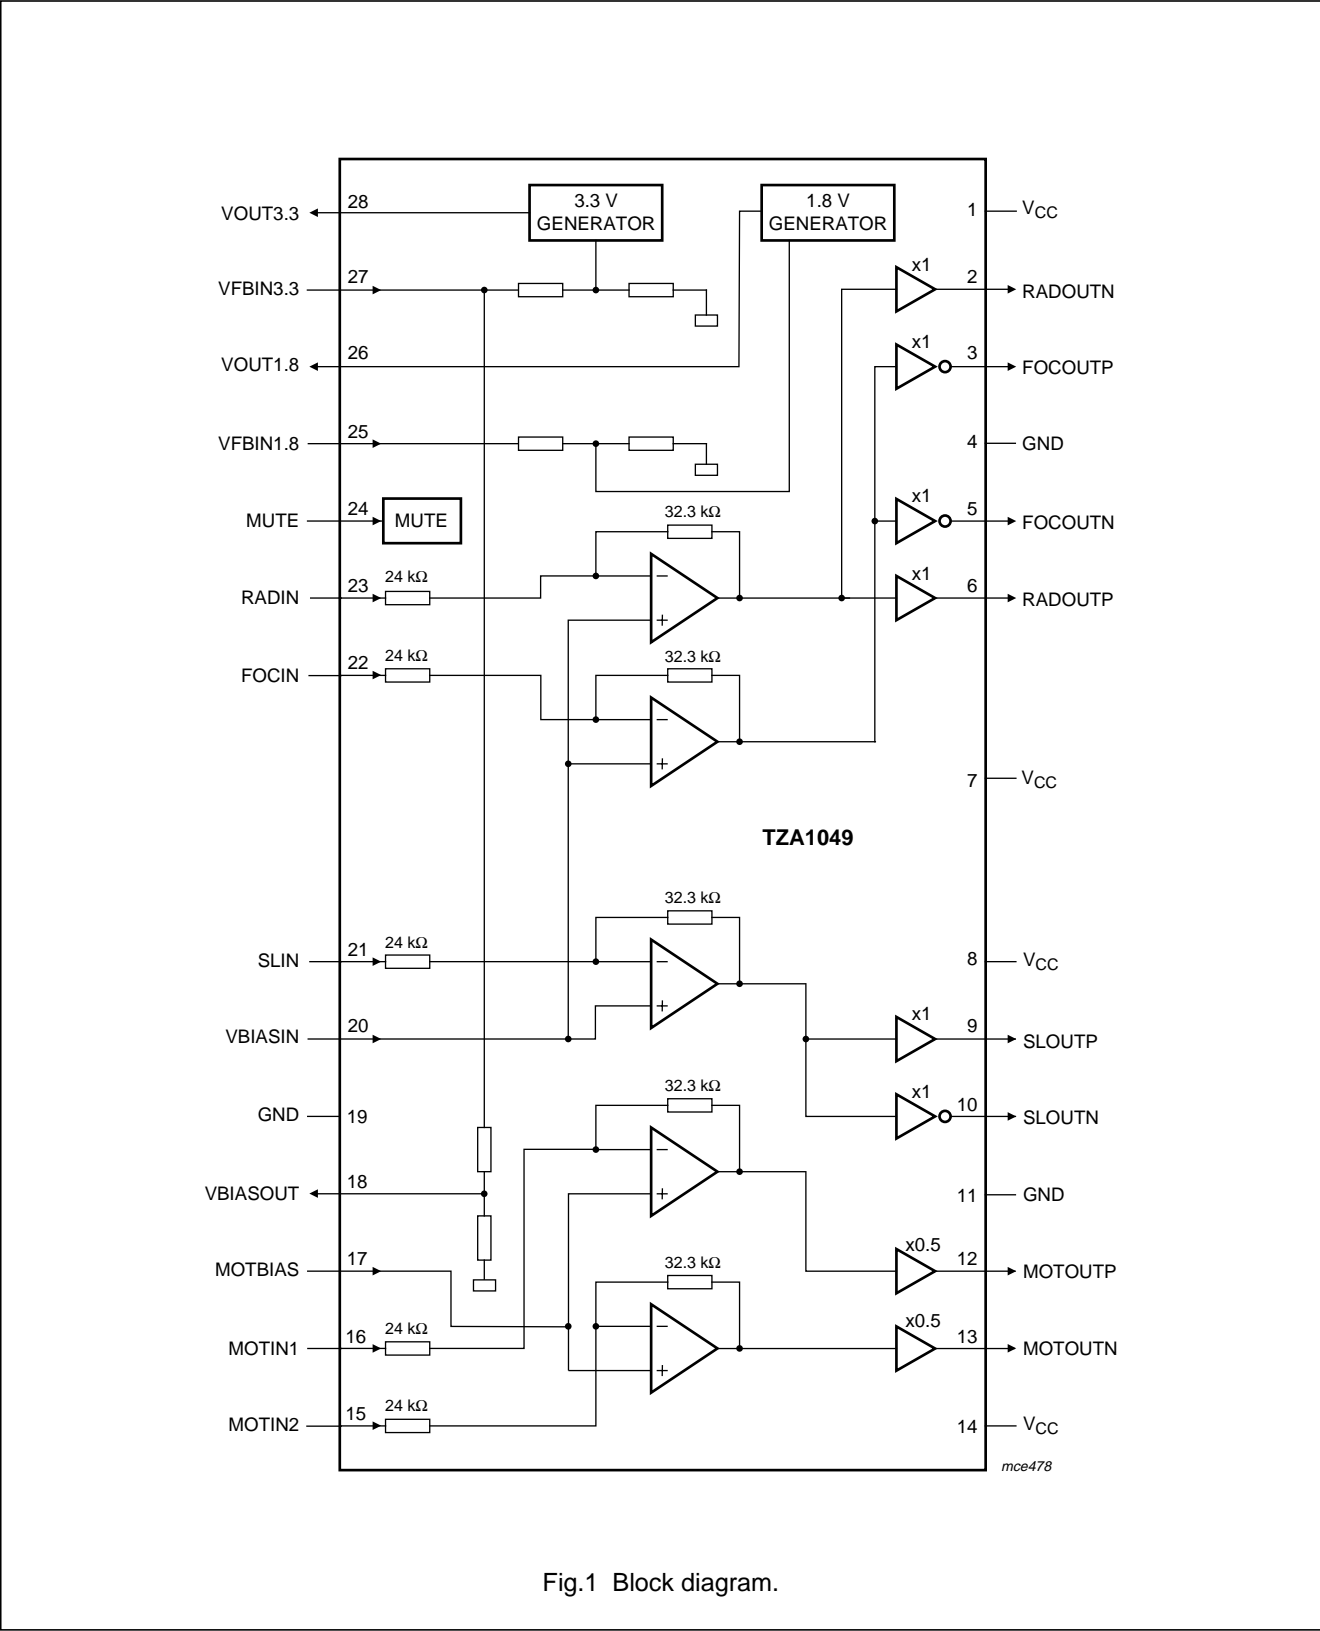 VOUT3.3
28
3.3 V
GENERATOR
1.8 V
GENERATOR
1
VCC
VFBIN3.3
27
x1
2
RADOUTN
VOUT1.8
26
x1
3
FOCOUTP
VFBIN1.8
25
4
GND
MUTE
24
MUTE
32.3 kΩ
x1
5
FOCOUTN
RADIN
23
24 kΩ
−
+
x1
6
RADOUTP
FOCIN
22
24 kΩ
32.3 kΩ
−
+
7
VCC
TZA1049
32.3 kΩ
SLIN
21
24 kΩ
−
+
8
VCC
VBIASIN
20
x1
9
SLOUTP
32.3 kΩ
GND
19
x1
10
SLOUTN
−
+
VBIASOUT
18
11
GND
MOTBIAS
17
32.3 kΩ
x0.5
12
MOTOUTP
MOTIN1
16
24 kΩ
−
+
x0.5
13
MOTOUTN
MOTIN2
15
24 kΩ
14
VCC
mce478
Fig.1 Block diagram.